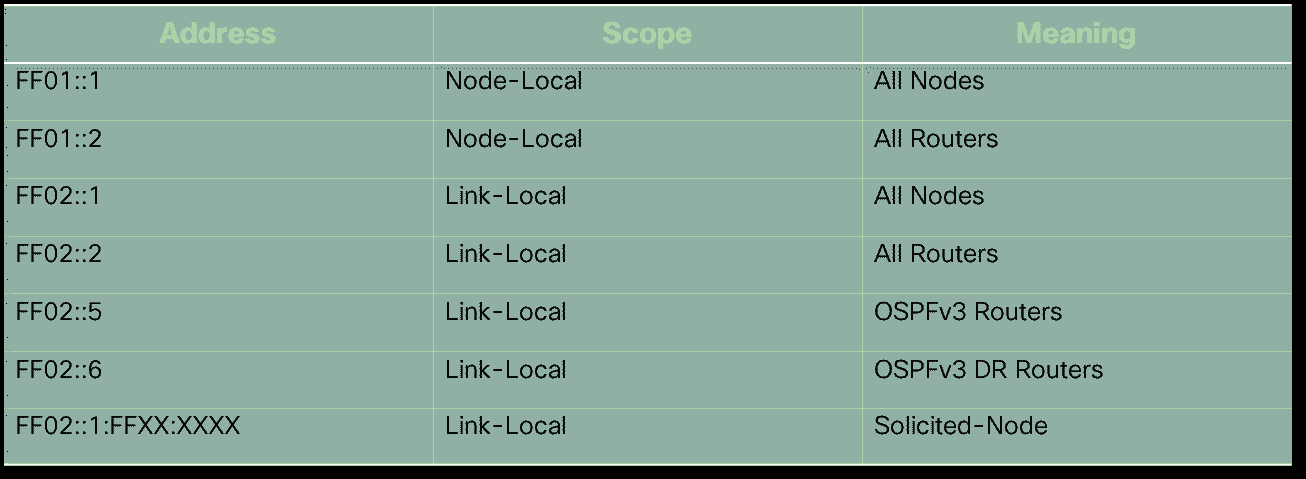 Address Scope Meaning
FF01::1 Node-Local All Nodes
FF01::2 Node-Local All Routers
FF02::1 Link-Local All Nodes
FF02::2 Link-Local All Routers
FF02::5 Link-Local OSPFv3 Routers
FF02::6 Link-Local OSPFv3 DR Routers
FF02::1:FFXX:XXXX Link-Local Solicited-Node